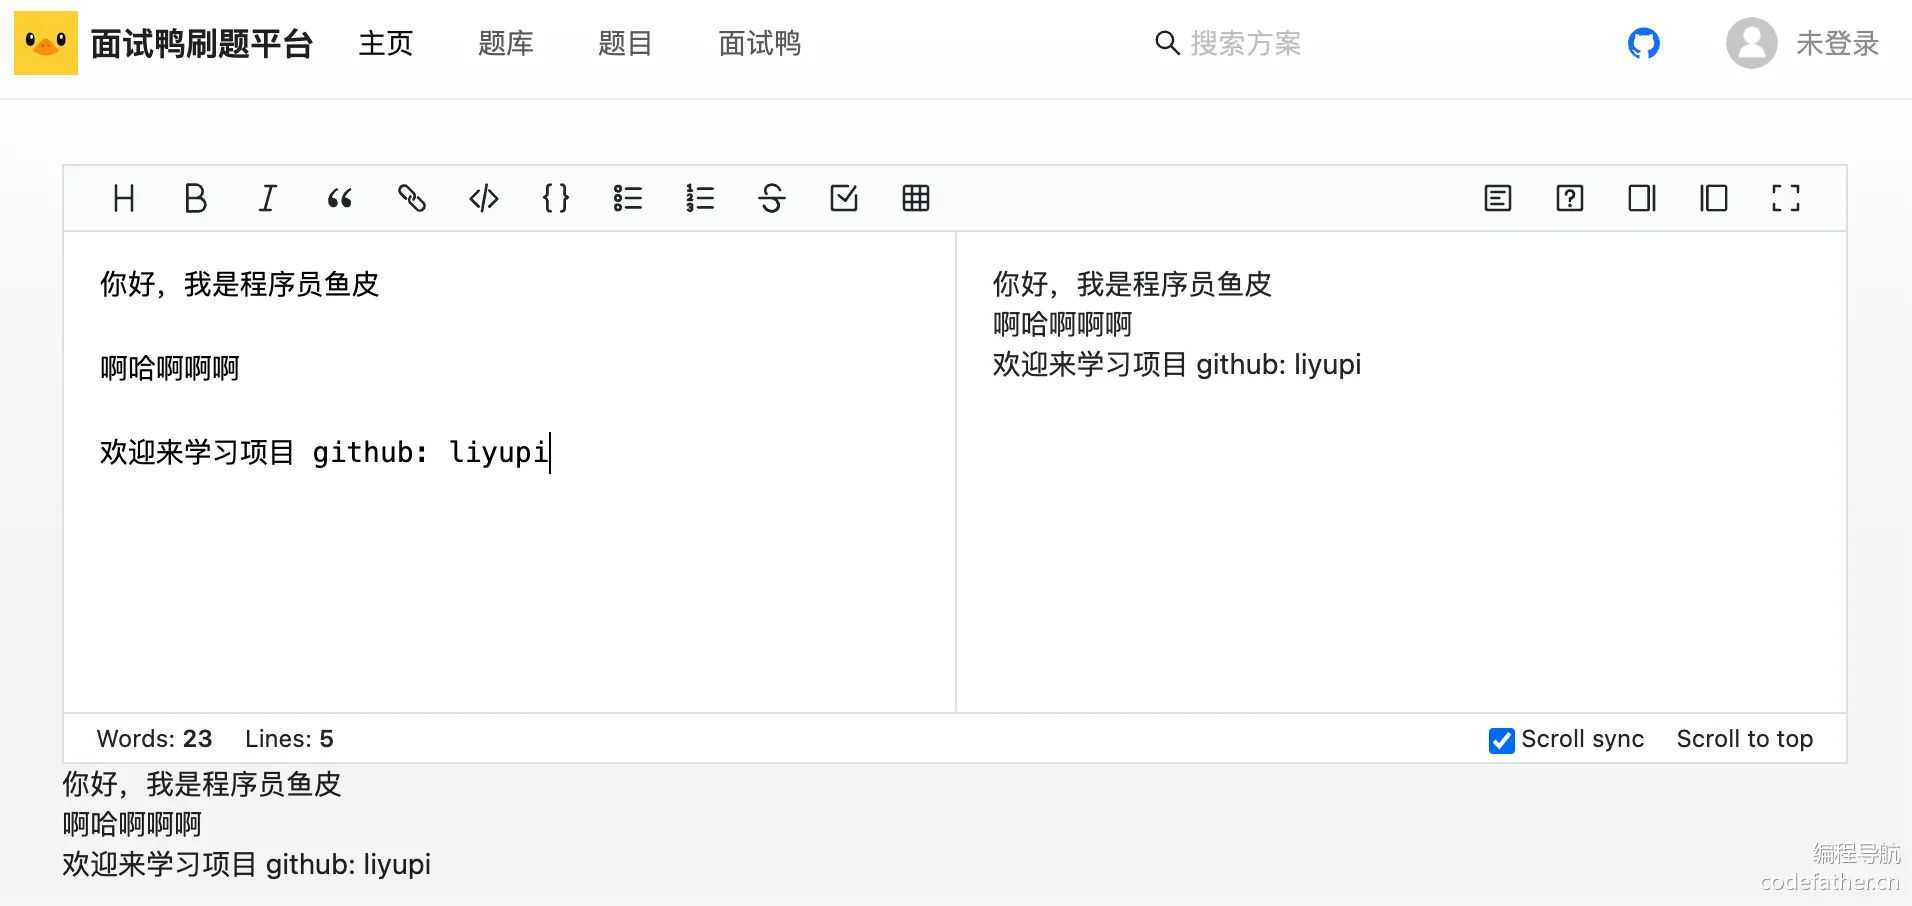 面试鸭刷题平台 主页 题库 题目 面试鸭 搜索方案 未登录
你好，我是程序员鱼皮
啊哈啊啊啊
欢迎来学习项目 github: liyupi
你好，我是程序员鱼皮
啊哈啊啊啊
欢迎来学习项目 github: liyupi
Words: 23 Lines: 5 Scroll sync Scroll to top
你好，我是程序员鱼皮
啊哈啊啊啊
欢迎来学习项目 github: liyupi
编程导航
codefather.cn